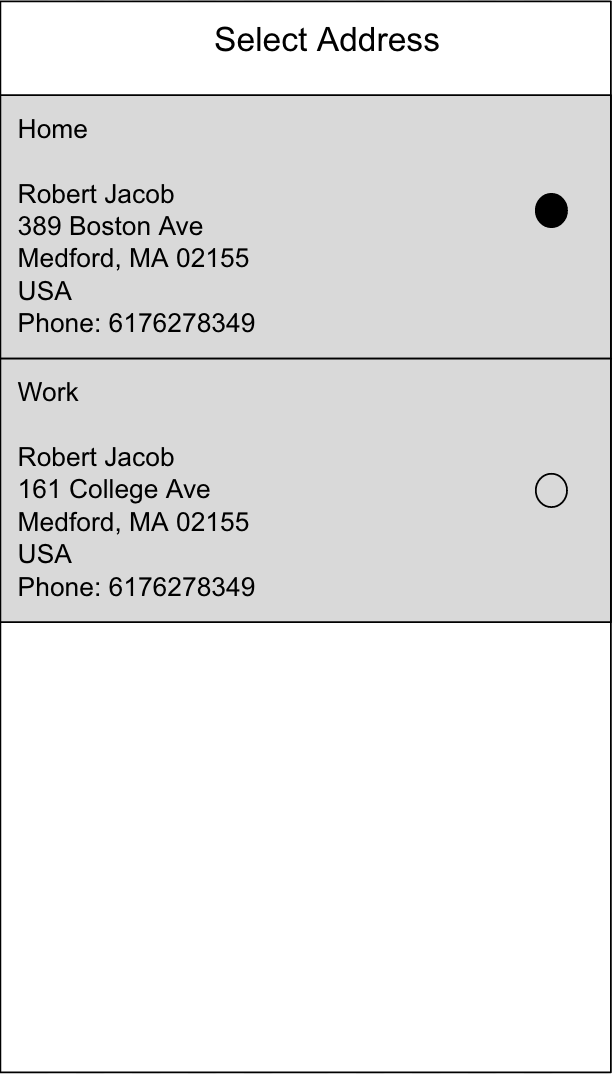 Select Address
Home
Robert Jacob
389 Boston Ave
Medford, MA 02155
USA
Phone: 6176278349
Work
Robert Jacob
161 College Ave
Medford, MA 02155
USA
Phone: 6176278349